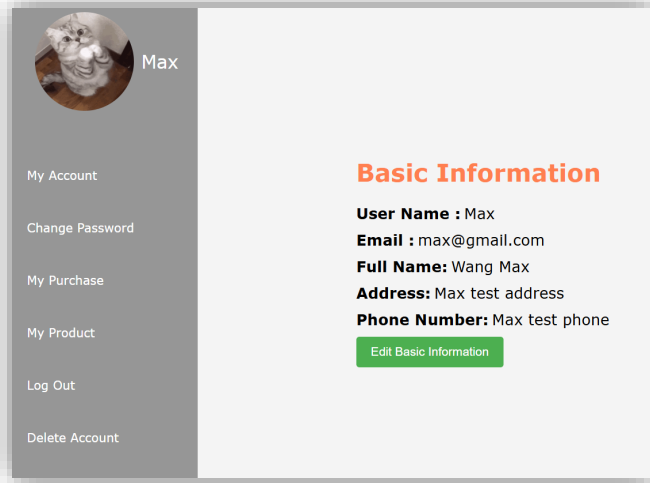 Max
My Account
Change Password
My Purchase
My Product
Log Out
Delete Account
Basic Information
User Name : Max
Email : max@gmail.com
Full Name: Wang Max
Address: Max test address
Phone Number: Max test phone
Edit Basic Information